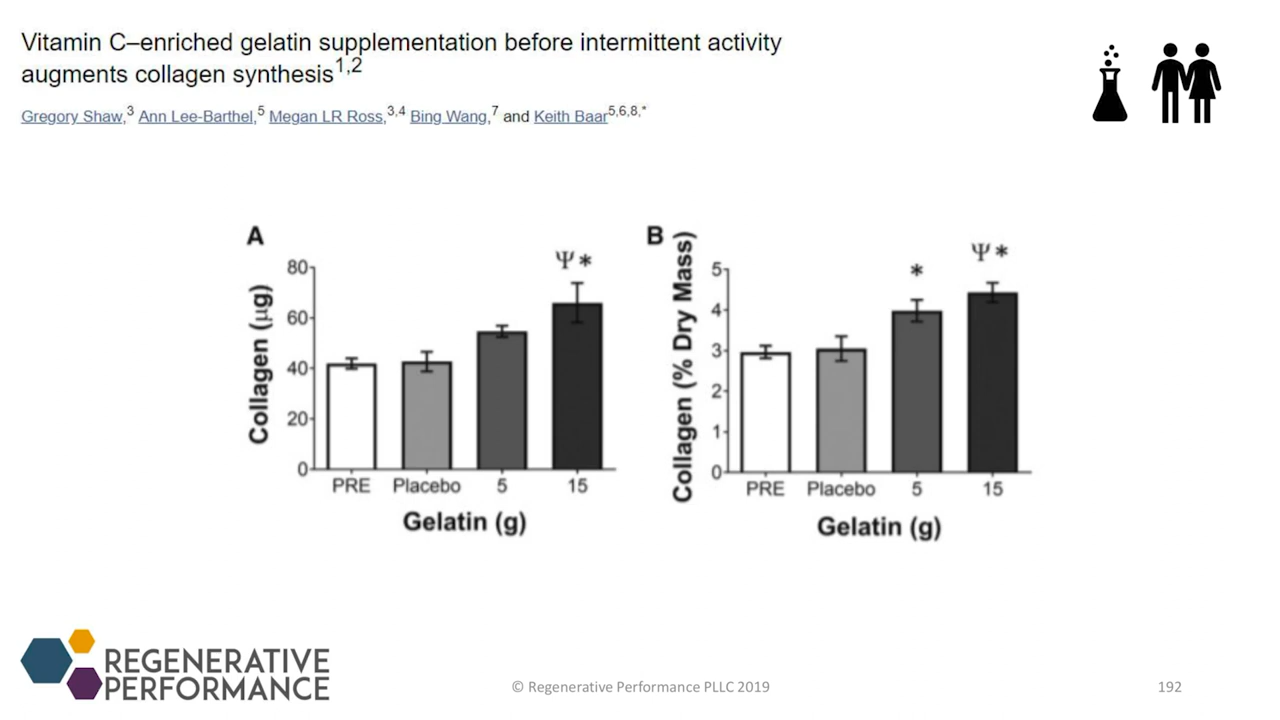 Vitamin C–enriched gelatin supplementation before intermittent activity
augments collagen synthesis1,2
Gregory Shaw,3 Ann Lee-Barthel,5 Megan LR Ross,3,4 Bing Wang,7 and Keith Baar5,6,8,*
A
Ψ *
80
60
40
20
0
Collagen (µg)
PRE Placebo 5 15
Gelatin (g)
B
* Ψ *
5
4
3
2
1
0
Collagen (% Dry Mass)
PRE Placebo 5 15
Gelatin (g)
REGENERATIVE
PERFORMANCE
© Regenerative Performance PLLC 2019
192